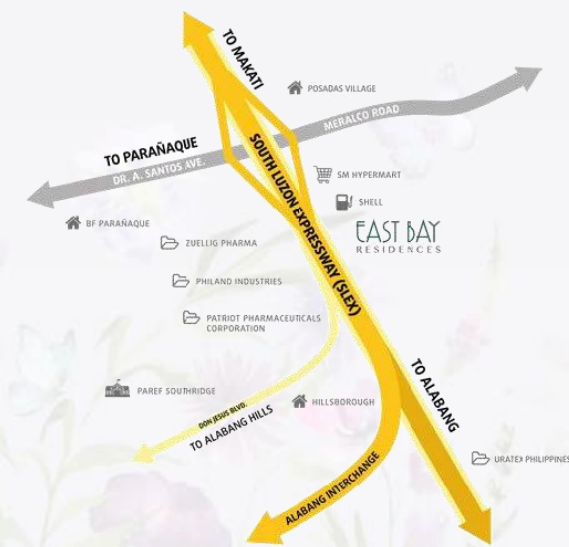 TO MAKATI
POSADAS VILLAGE
MERALCO ROAD
TO PARAÑAQUE
DR. A. SANTOS AVE.
SOUTH LUZON EXPRESSWAY (SLEX)
SM HYPERMART
SHELL
BF PARAÑAQUE
EAST BAY
RESIDENCES
ZUELLIG PHARMA
PHILAND INDUSTRIES
PATRIOT PHARMACEUTICALS
CORPORATION
TO ALABANG
PAREF SOUTHRIDGE
DON JESUS BLVD.
TO ALABANG HILLS
HILLSBOROUGH
URATEX PHILIPPINES
ALABANG INTERCHANGE